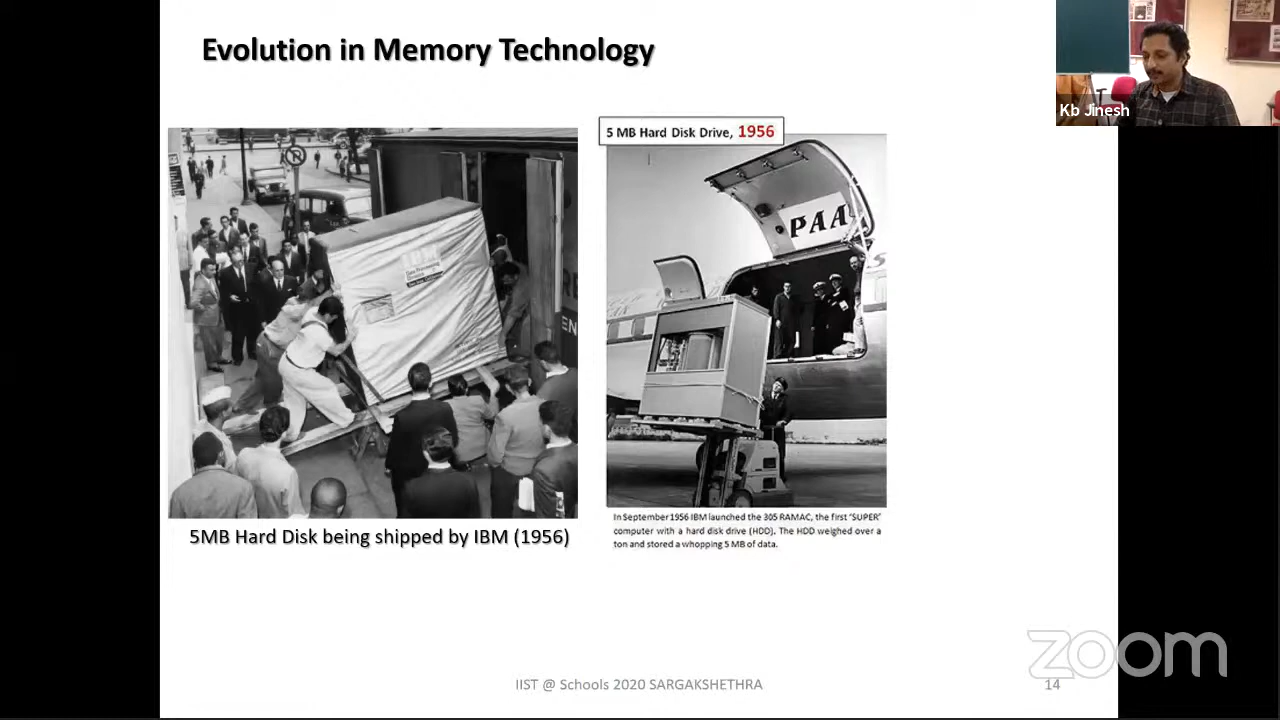 Evolution in Memory Technology
Kb Jinesh
5 MB Hard Disk Drive, 1956
PAA
5MB Hard Disk being shipped by IBM (1956)
In September 1956 IBM launched the 305 RAMAC, the first 'SUPER'
computer with a hard disk drive (HDD). The HDD weighed over a
ton and stored a whopping 5 MB of data.
IIST @ Schools 2020 SARGAKSHETHRA
14
zoom